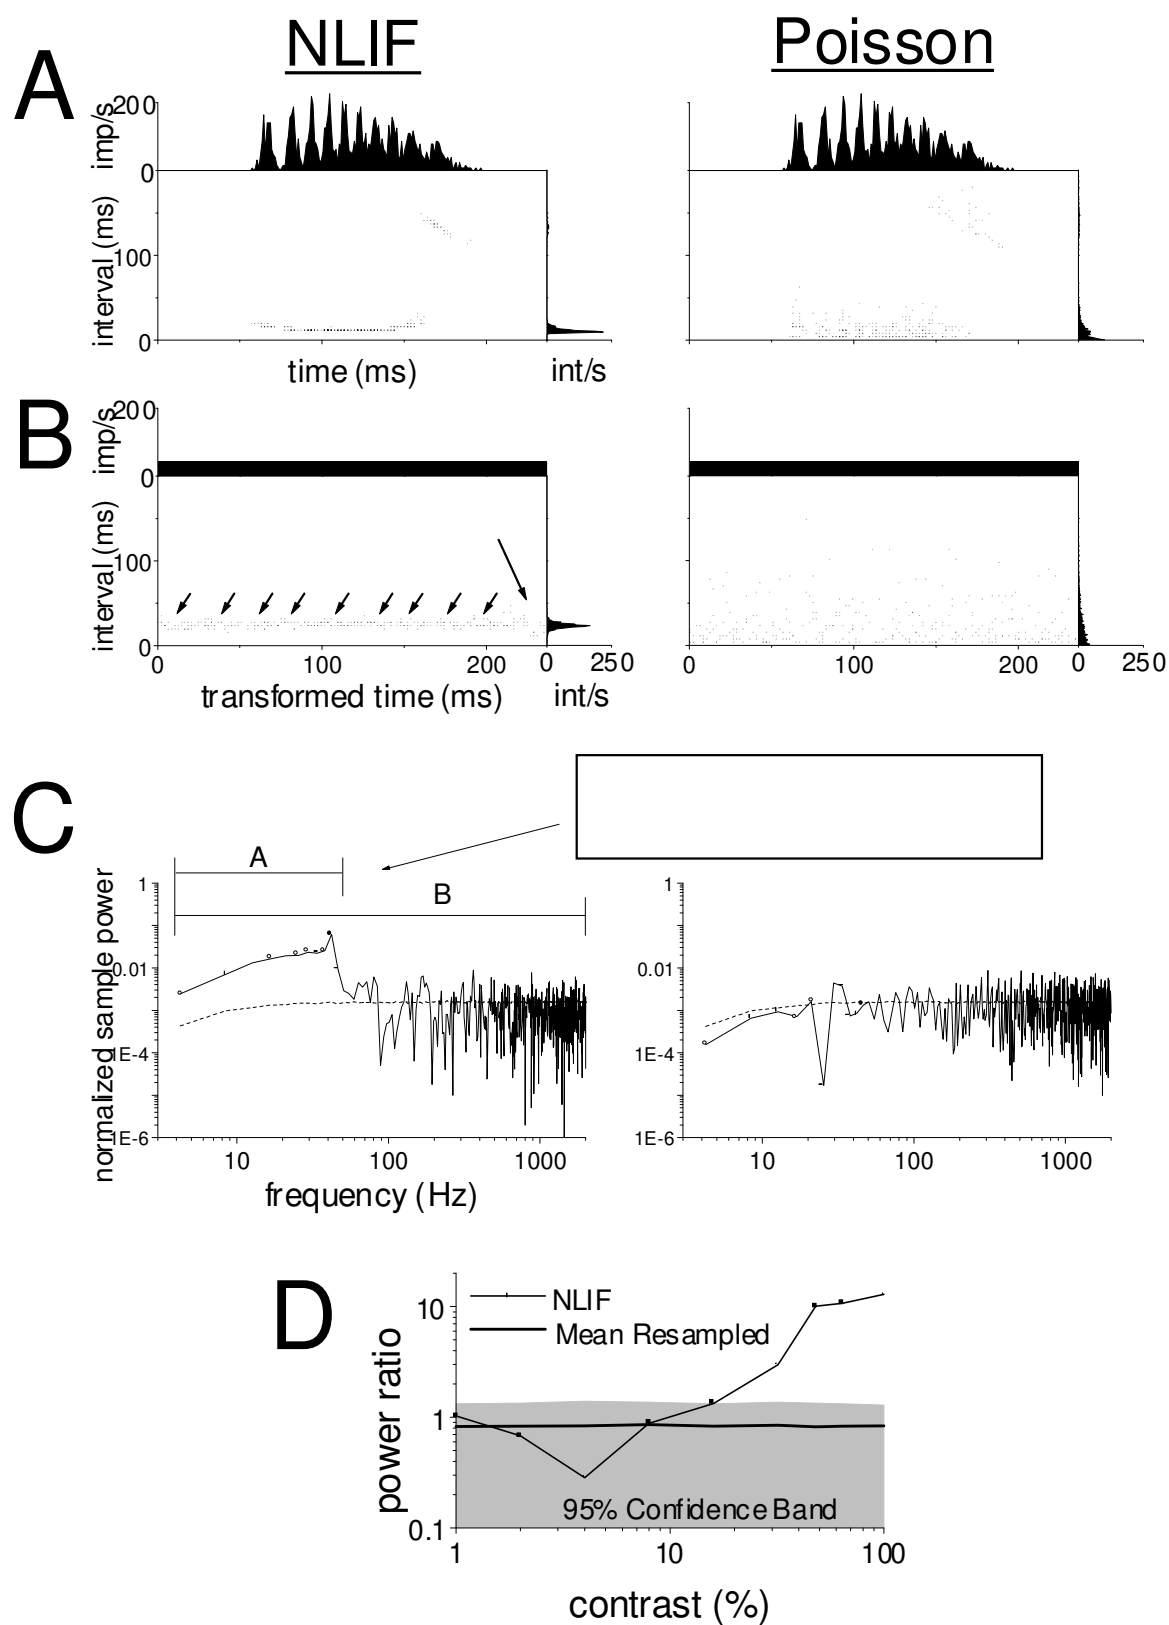 NLIF
Poisson
A
200
imp/s
0
interval (ms)
100
0
time (ms)
int/s
B
200
imp/s
0
interval (ms)
100
0
0
100
200
0
250
transformed time (ms)
int/s
0
100
200
0
250
C
A
B
normalized sample power
1
0.01
1E-4
1E-6
10
100
1000
frequency (Hz)
1
0.01
1E-4
1E-6
10
100
1000
D
NLIF
Mean Resampled
power ratio
10
1
0.1
95% Confidence Band
1
10
100
contrast (%)